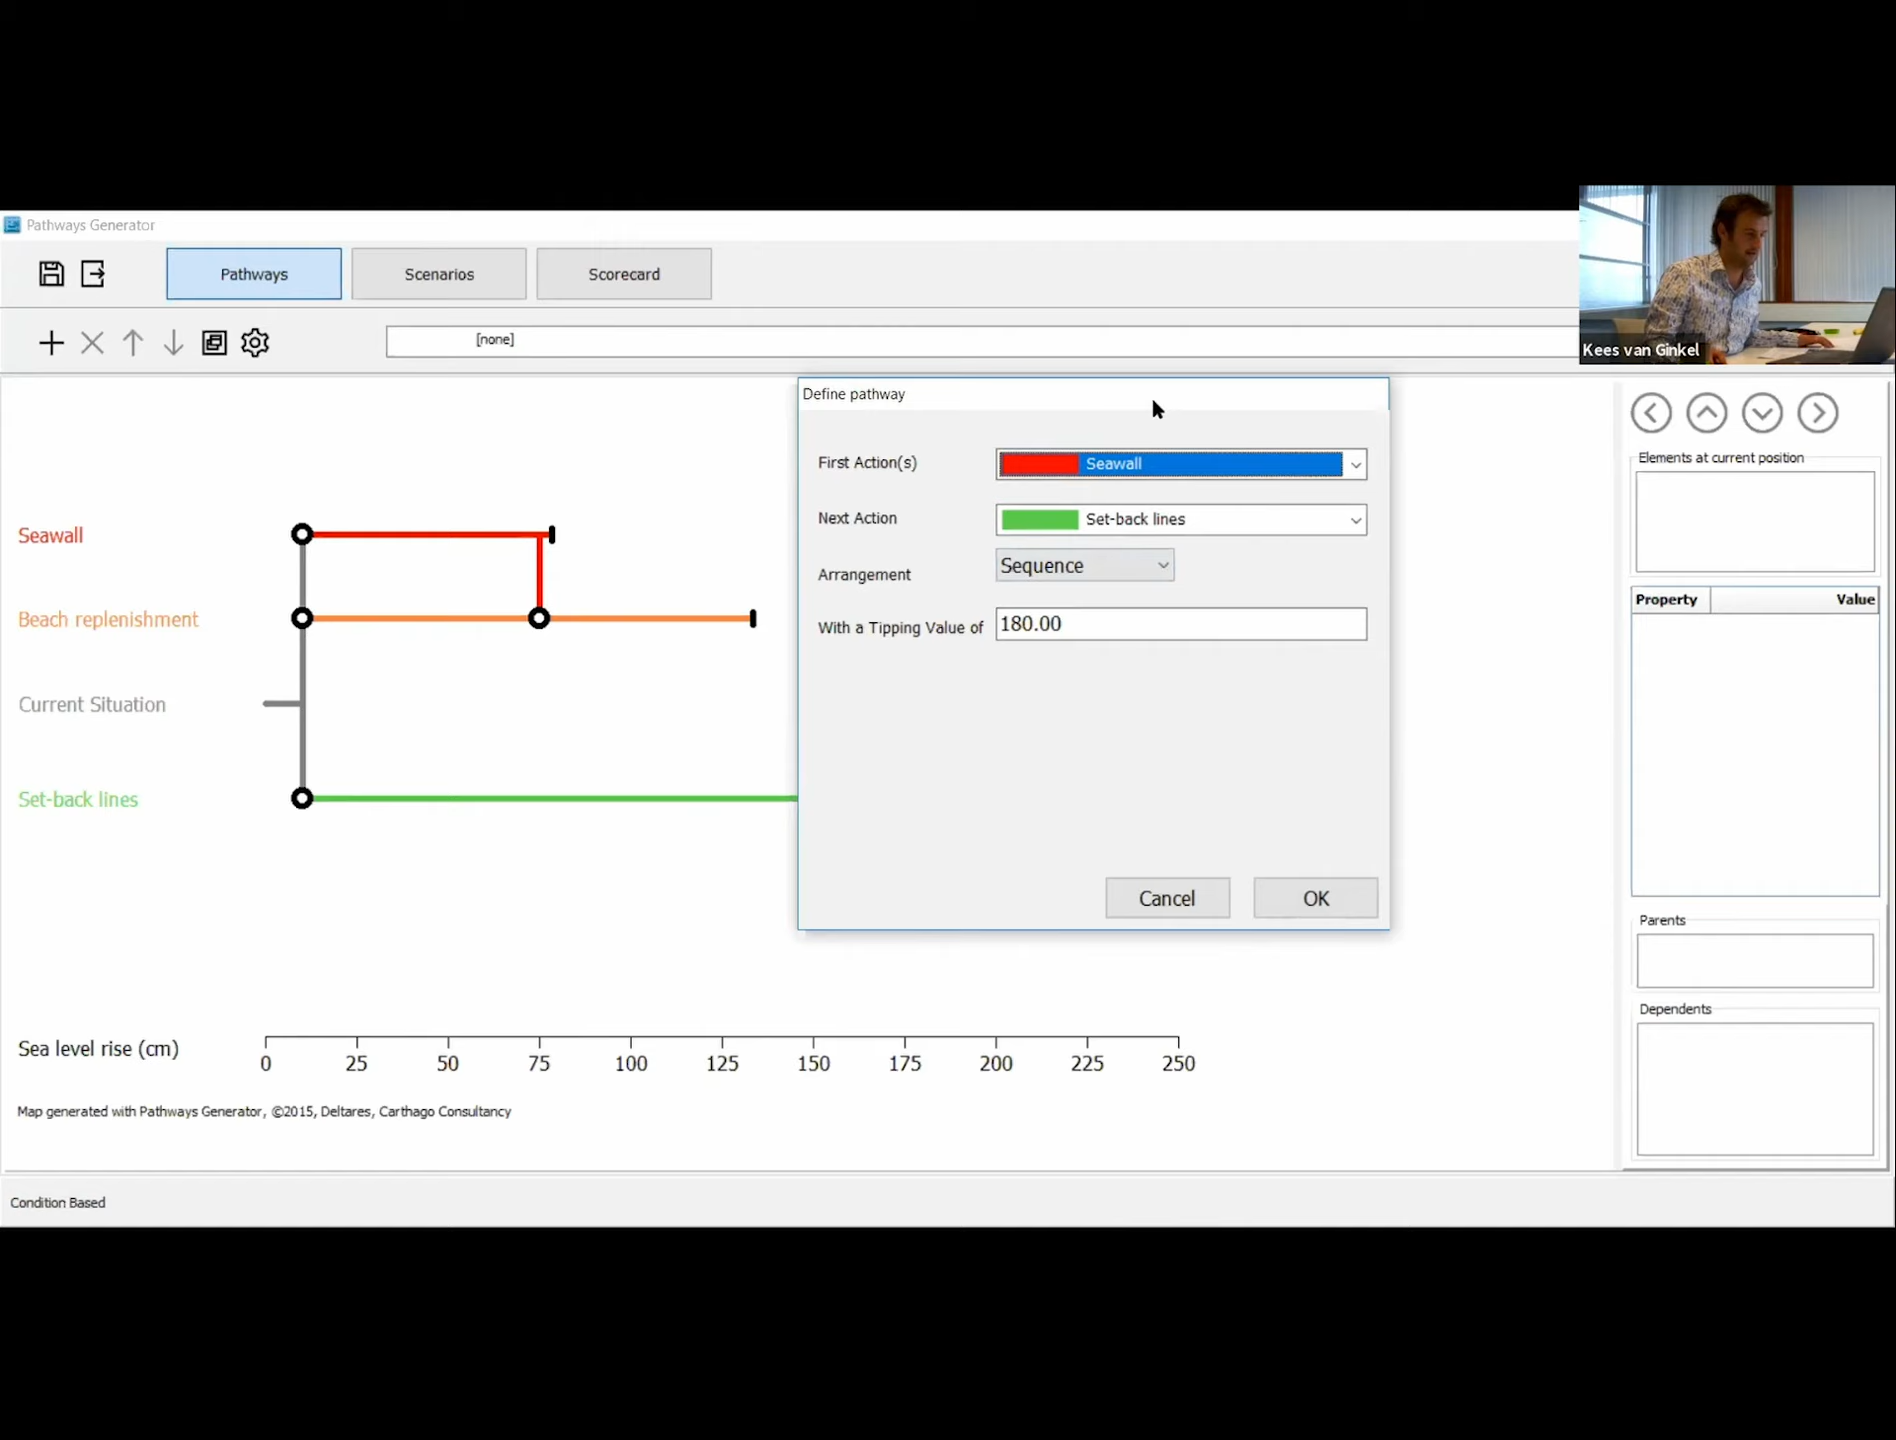 Pathways Generator
Pathways
Scenarios
Scorecard
[none]
Kees van Ginkel
Define pathway
First Action(s)
Seawall
Next Action
Set-back lines
Arrangement
Sequence
With a Tipping Value of
180.00
Cancel
OK
Seawall
Beach replenishment
Current Situation
Set-back lines
Sea level rise (cm)
0 25 50 75 100 125 150 175 200 225 250
Map generated with Pathways Generator, ©2015, Deltares, Carthago Consultancy
Elements at current position
Property Value
Parents
Dependents
Condition Based